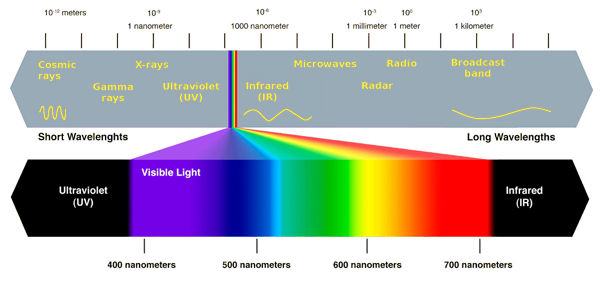 10⁻¹² meters 10⁻⁹ 10⁻⁶ 10⁻³ 10⁰ 10³
1 nanometer 1000 nanometer 1 millimeter 1 meter 1 kilometer
Cosmic rays
Gamma rays
X-rays
Ultraviolet (UV)
Infrared (IR)
Microwaves
Radar
Radio
Broadcast band
Short Wavelenghts
Long Wavelengths
Ultraviolet (UV)
Visible Light
Infrared (IR)
400 nanometers 500 nanometers 600 nanometers 700 nanometers